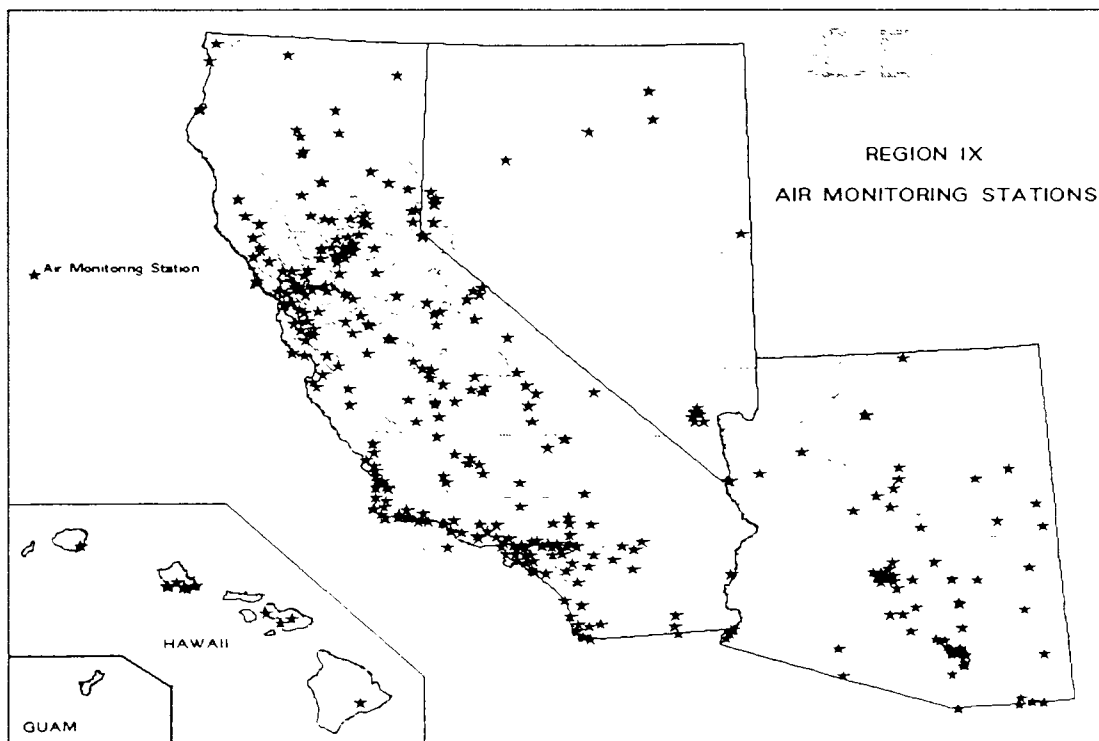 REGION IX
AIR MONITORING STATIONS
Air Monitoring Station
HAWAII
GUAM